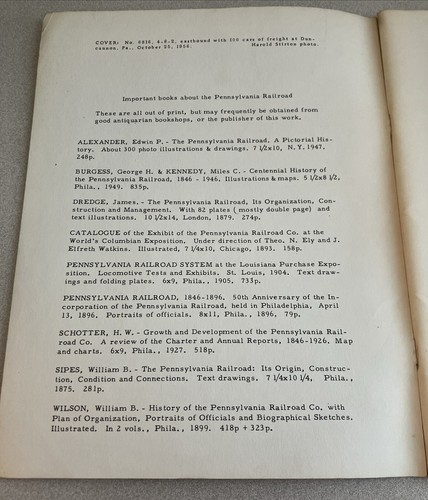 COVER: No 6810, 4-8-2, eastbound with 100 cars of freight at Dun-
cannon, Pa., October 25, 1956. Harold Stirton photo.
Important books about the Pennsylvania Railroad
These are all out of print, but may frequently be obtained from
good antiquarian bookshops, or the publisher of this work.
ALEXANDER, Edwin P. - The Pennsylvania Railroad. A Pictorial His-
tory. About 300 photo illustrations & drawings. 7 1/2x10, N.Y. 1947.
248p.
BURGESS, George H. & KENNEDY, Miles C. - Centennial History of
the Pennsylvania Railroad, 1846 - 1946. Illustrations & maps. 5 1/2x8 1/2,
Phila., 1949. 835p.
DREDGE, James. - The Pennsylvania Railroad, Its Organization, Con-
struction and Management. With 82 plates (mostly double page) and
text illustrations. 10 1/2x14, London, 1879. 274p.
CATALOGUE of the Exhibit of the Pennsylvania Railroad Co. at the
World's Columbian Exposition. Under direction of Theo. N. Ely and J.
Elfreth Watkins. Illustrated, 7 1/4x10, Chicago, 1893. 158p.
PENNSYLVANIA RAILROAD SYSTEM at the Louisiana Purchase Expo-
sition. Locomotive Tests and Exhibits. St. Louis, 1904. Text draw-
ings and folding plates. 6x9, Phila., 1905. 733p.
PENNSYLVANIA RAILROAD, 1846-1896. 50th Anniversary of the In-
corporation of the Pennsylvania Railroad, held in Philadelphia, April
13, 1896. Portraits of officials. 8x11, Phila., 1896, 79p.
SCHOTTER, H. W. - Growth and Development of the Pennsylvania Rail-
road Co. A review of the Charter and Annual Reports, 1846-1926. Map
and charts. 6x9, Phila., 1927. 518p.
SIPES, William B. - The Pennsylvania Railroad: Its Origin, Construc-
tion, Condition and Connections. Text drawings. 7 1/4x10 1/4, Phila.,
1875. 281p.
WILSON, William B. - History of the Pennsylvania Railroad Co. with
Plan of Organization, Portraits of Officials and Biographical Sketches.
Illustrated. In 2 vols., Phila., 1899. 418p + 323p.